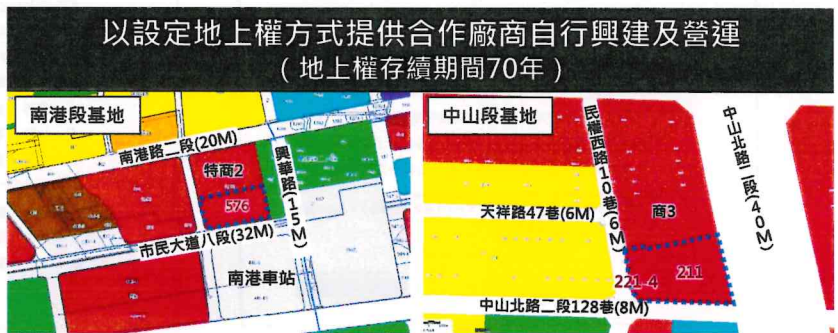 以設定地上權方式提供合作廠商自行興建及營運
(地上權存續期間70年)
南港段基地
南港路二段(20M)
興華路(15M)
特商2
576
市民大道八段(32M)
南港車站
中山段基地
民權西路10巷(6M)
中山北路二段(40M)
天祥路47巷(6M)
商3
211
221-4
中山北路二段128巷(8M)